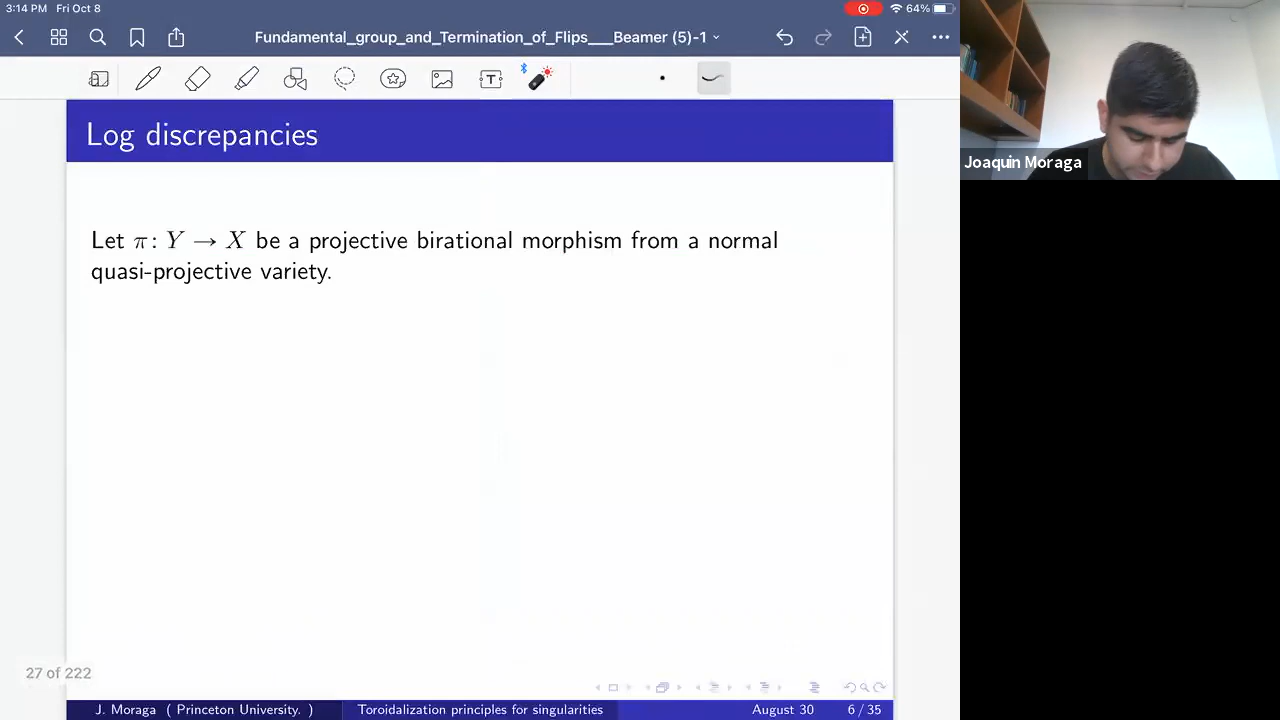 3:14 PM Fri Oct 8
64%
Fundamental_group_and_Termination_of_Flips___Beamer (5)-1
T
Log discrepancies
Joaquin Moraga
Let π: Y → X be a projective birational morphism from a normal
quasi-projective variety.
27 of 222
J. Moraga ( Princeton University. ) Toroidalization principles for singularities August 30 6 / 35